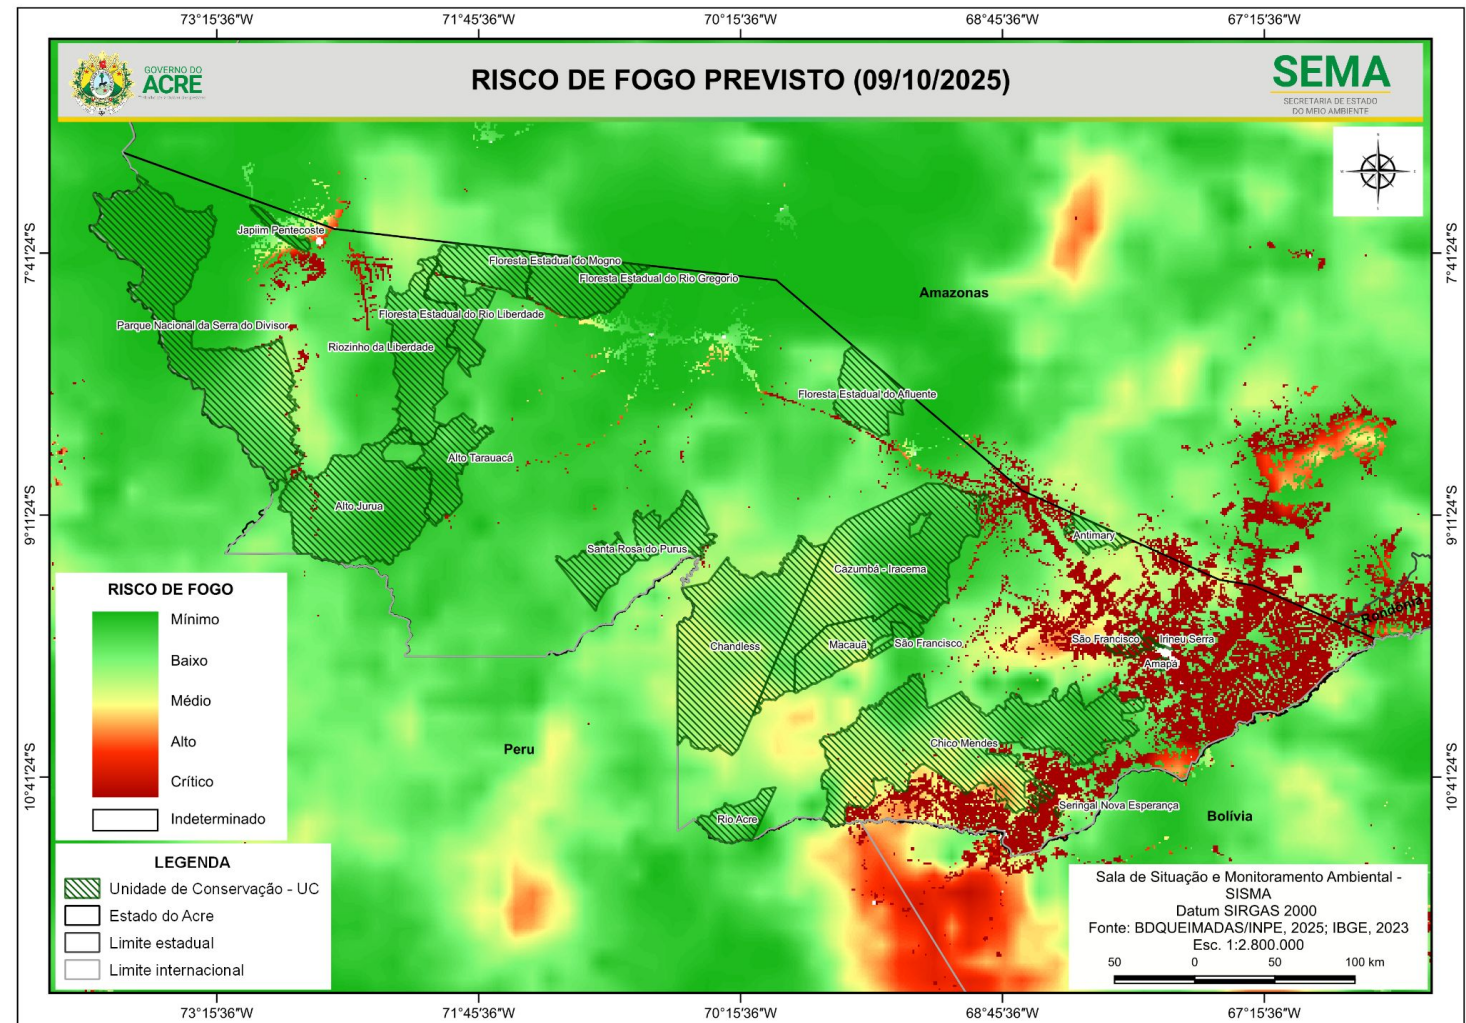 73°15'36"W
71°45'36"W
70°15'36"W
68°45'36"W
67°15'36"W
GOVERNO DO
ACRE
RISCO DE FOGO PREVISTO (09/10/2025)
SEMA
SECRETARIA DE ESTADO
DO MEIO AMBIENTE
7°41'24"S
7°41'24"S
Japiim Pentecoste
Floresta Estadual do Mogno
Floresta Estadual do Rio Gregorio
Amazonas
Floresta Estadual do Rio Liberdade
Parque Nacional da Serra do Divisor
Riozinho da Liberdade
Floresta Estadual do Afluente
Alto Tarauacá
Alto Jurua
9°11'24"S
9°11'24"S
Antimary
Santa Rosa do Purus
Cazumbá - Iracema
Rondonia
Chandless
Macauã
São Francisco
São Francisco
Irineu Serra
Amapá
Chico Mendes
Peru
10°41'24"S
10°41'24"S
Seringal Nova Esperança
Rio Acre
Bolívia
RISCO DE FOGO
Mínimo
Baixo
Médio
Alto
Crítico
Indeterminado
LEGENDA
Unidade de Conservação - UC
Estado do Acre
Limite estadual
Limite internacional
Sala de Situação e Monitoramento Ambiental -
SISMA
Datum SIRGAS 2000
Fonte: BDQUEIMADAS/INPE, 2025; IBGE, 2023
Esc. 1:2.800.000
50 0 50 100 km
73°15'36"W
71°45'36"W
70°15'36"W
68°45'36"W
67°15'36"W